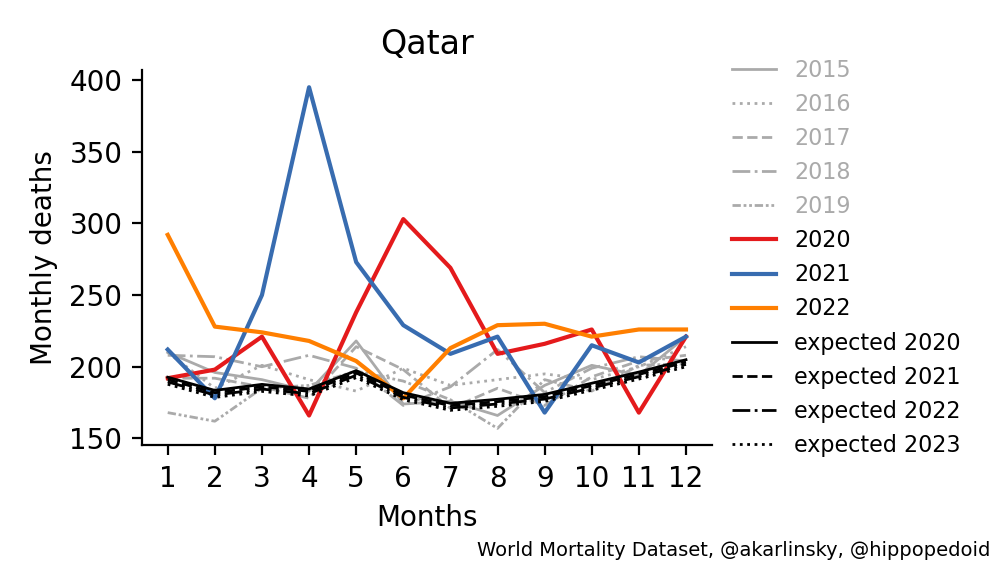 Qatar
Monthly deaths
400
350
300
250
200
150
1 2 3 4 5 6 7 8 9 10 11 12
Months
2015
2016
2017
2018
2019
2020
2021
2022
expected 2020
expected 2021
expected 2022
expected 2023
World Mortality Dataset, @akarlinsky, @hippopedoid